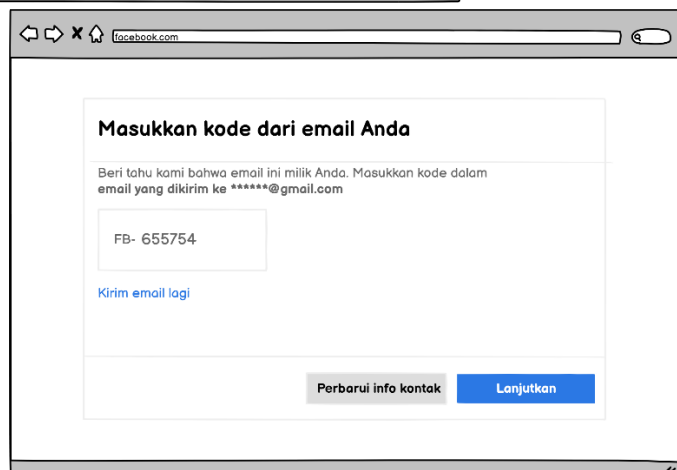 facebook.com
Masukkan kode dari email Anda
Beri tahu kami bahwa email ini milik Anda. Masukkan kode dalam
email yang dikirim ke ******@gmail.com
FB- 655754
Kirim email lagi
Perbarui info kontak
Lanjutkan